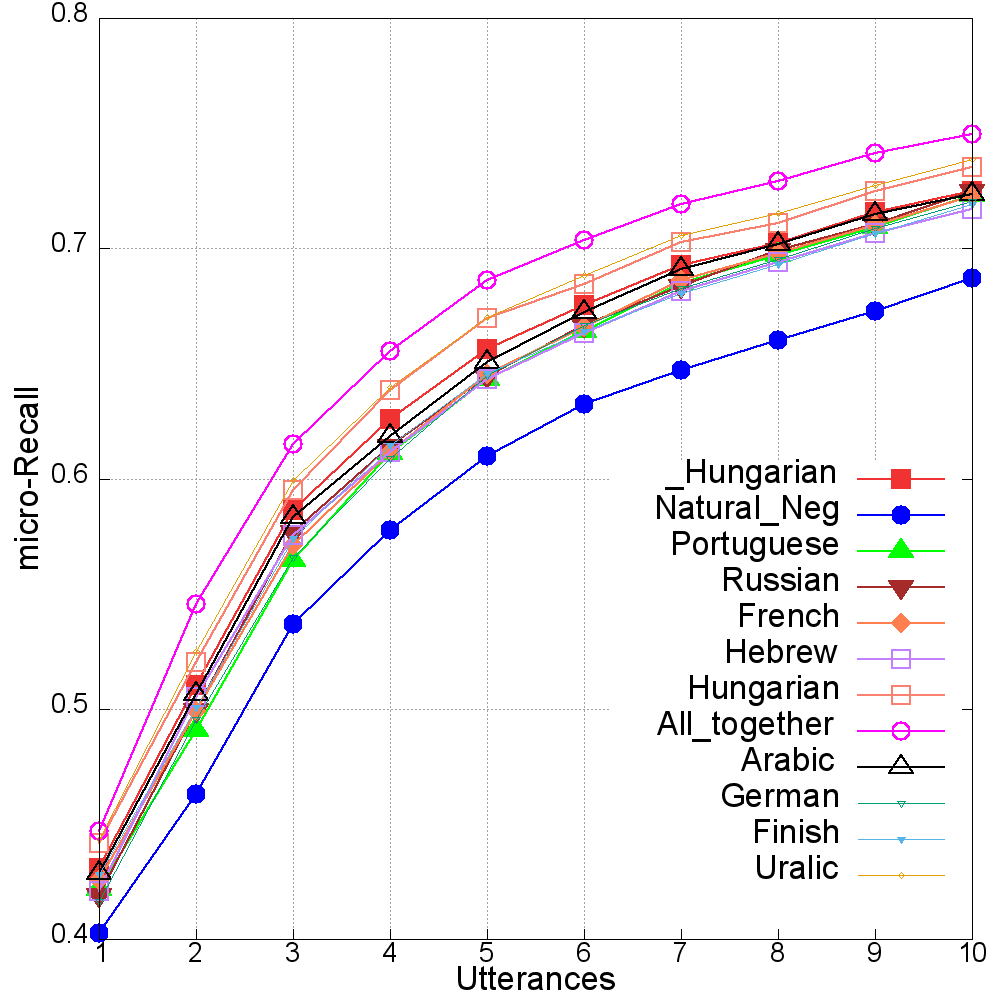 0.8
0.7
0.6
0.5
0.4
micro-Recall
_Hungarian
Natural_Neg
Portuguese
Russian
French
Hebrew
Hungarian
All_together
Arabic
German
Finish
Uralic
1 2 3 4 5 6 7 8 9 10
Utterances